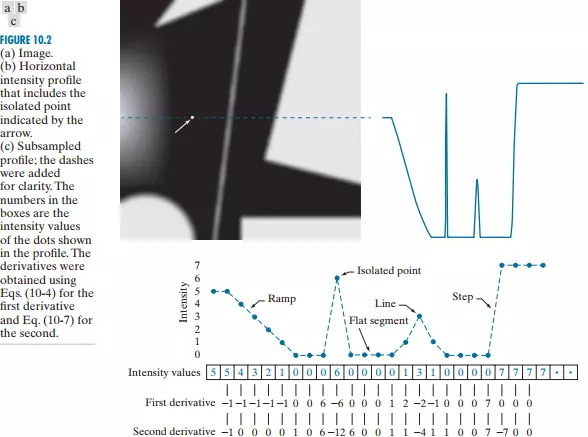 a b
c
FIGURE 10.2
(a) Image.
(b) Horizontal
intensity profile
that includes the
isolated point
indicated by the
arrow.
(c) Subsampled
profile; the dashes
were added
for clarity. The
numbers in the
boxes are the
intensity values
of the dots shown
in the profile. The
derivatives were
obtained using
Eqs. (10-4) for the
first derivative
and Eq. (10-7) for
the second.
Intensity
7
6
5
4
3
2
1
0
Ramp
Isolated point
Line
Flat segment
Step
Intensity values 5 5 4 3 2 1 0 0 0 6 0 0 0 0 1 3 1 0 0 0 0 7 7 7 7 · ·
First derivative −1 −1 −1 −1 −1 0 0 6 −6 0 0 0 1 2 −2 −1 0 0 0 7 0 0 0
Second derivative −1 0 0 0 0 1 0 6 −12 6 0 0 1 1 −4 1 1 0 0 7 −7 0 0